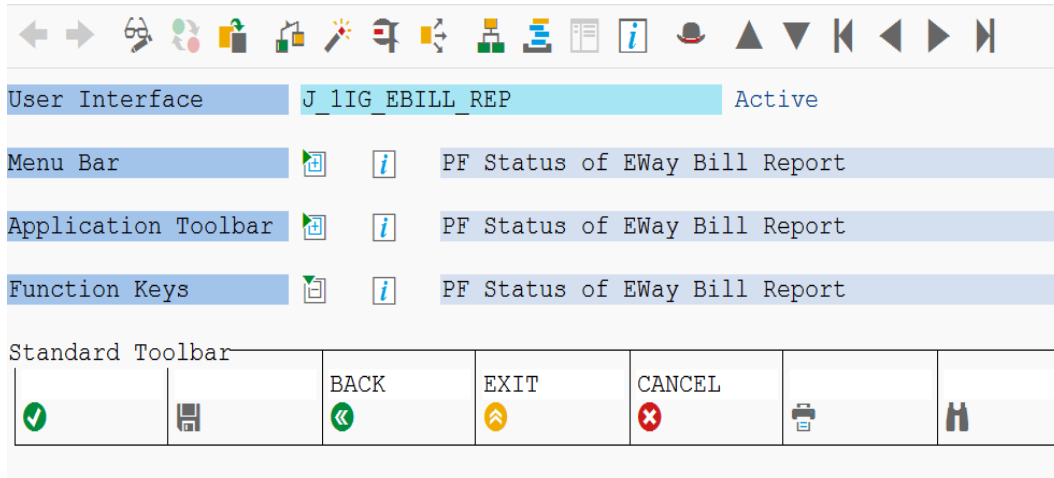 User Interface J_1IG_EBILL_REP Active
Menu Bar PF Status of EWay Bill Report
Application Toolbar PF Status of EWay Bill Report
Function Keys PF Status of EWay Bill Report
Standard Toolbar
BACK EXIT CANCEL